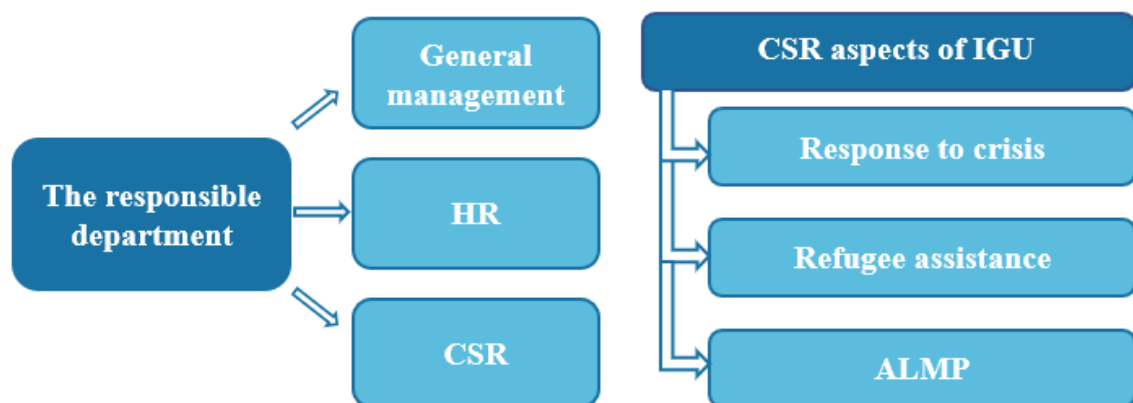 The responsible
department
General
management
HR
CSR
CSR aspects of IGU
Response to crisis
Refugee assistance
ALMP